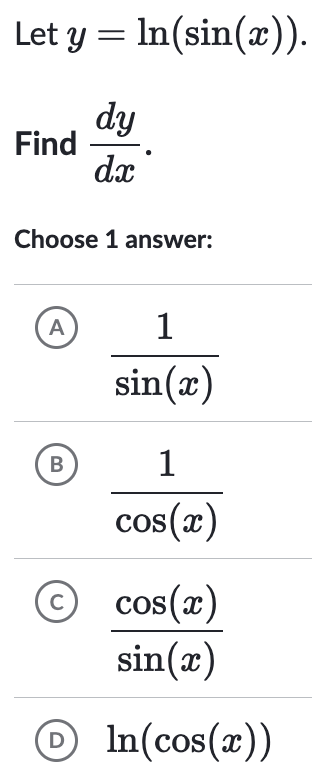 Let y = ln(sin(x)).
Find dy/dx.
Choose 1 answer:
A 1/sin(x)
B 1/cos(x)
C cos(x)/sin(x)
D ln(cos(x))